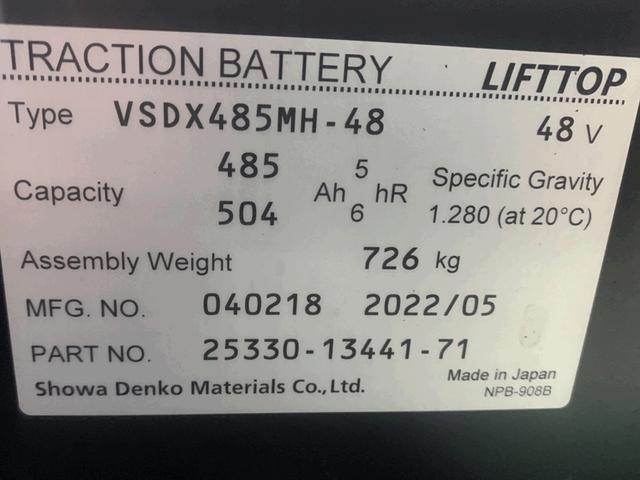 TRACTION BATTERY LIFTTOP
Type VSDX485MH-48 48 V
Capacity 485 Ah 5 hR Specific Gravity
504 6 1.280 (at 20°C)
Assembly Weight 726 kg
MFG. NO. 040218 2022/05
PART NO. 25330-13441-71
Showa Denko Materials Co.,Ltd. Made in Japan
NPB-908B